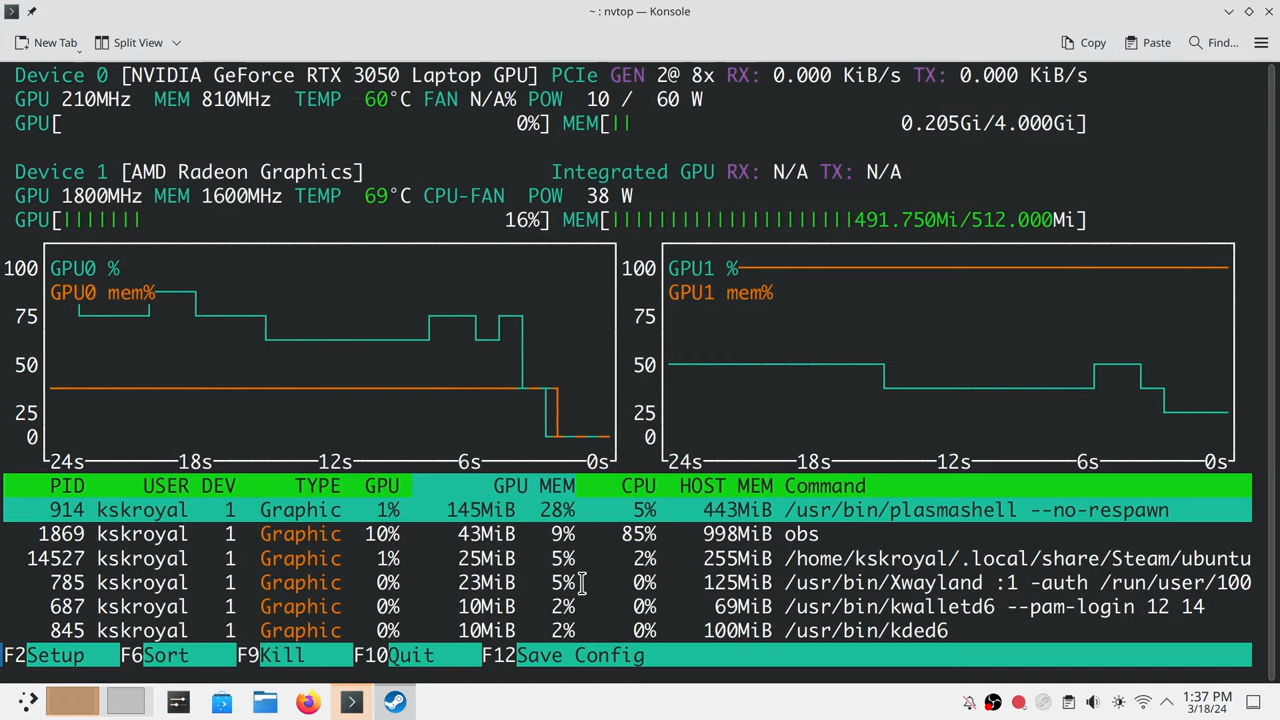 ~ : nvtop — Konsole
New Tab Split View Copy Paste Find...
Device 0 [NVIDIA GeForce RTX 3050 Laptop GPU] PCIe GEN 2@ 8x RX: 0.000 KiB/s TX: 0.000 KiB/s
GPU 210MHz MEM 810MHz TEMP 60°C FAN N/A% POW 10 / 60 W
GPU[ 0%] MEM[|| 0.205Gi/4.000Gi]
Device 1 [AMD Radeon Graphics] Integrated GPU RX: N/A TX: N/A
GPU 1800MHz MEM 1600MHz TEMP 69°C CPU-FAN POW 38 W
GPU[||||||| 16%] MEM[||||||||||||||||||||491.750Mi/512.000Mi]
100 GPU0 % 100 GPU1 %
GPU0 mem% GPU1 mem%
75 75
50 50
25 25
0 0
24s 18s 12s 6s 0s 24s 18s 12s 6s 0s
PID USER DEV TYPE GPU GPU MEM CPU HOST MEM Command
914 kskroyal 1 Graphic 1% 145MiB 28% 5% 443MiB /usr/bin/plasmashell --no-respawn
1869 kskroyal 1 Graphic 10% 43MiB 9% 85% 998MiB obs
14527 kskroyal 1 Graphic 1% 25MiB 5% 2% 255MiB /home/kskroyal/.local/share/Steam/ubuntu
785 kskroyal 1 Graphic 0% 23MiB 5% 0% 125MiB /usr/bin/Xwayland :1 -auth /run/user/100
687 kskroyal 1 Graphic 0% 10MiB 2% 0% 69MiB /usr/bin/kwalletd6 --pam-login 12 14
845 kskroyal 1 Graphic 0% 10MiB 2% 0% 100MiB /usr/bin/kded6
F2Setup F6Sort F9Kill F10Quit F12Save Config
1:37 PM
3/18/24